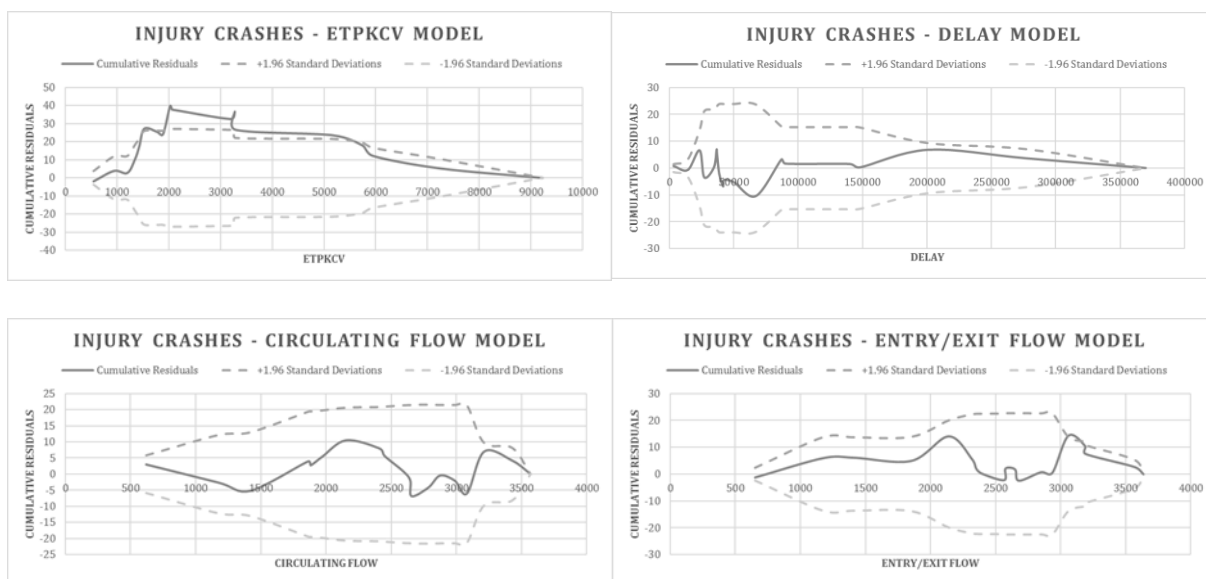 INJURY CRASHES - ETPKCV MODEL
Cumulative Residuals +1.96 Standard Deviations -1.96 Standard Deviations
CUMULATIVE RESIDUALS
50
40
30
20
10
0
-10
-20
-30
-40
0 1000 2000 3000 4000 5000 6000 7000 8000 9000 10000
ETPKCV
INJURY CRASHES - DELAY MODEL
Cumulative Residuals +1.96 Standard Deviations -1.96 Standard Deviations
CUMULATIVE RESIDUALS
30
20
10
0
-10
-20
-30
0 50000 100000 150000 200000 250000 300000 350000 400000
DELAY
INJURY CRASHES - CIRCULATING FLOW MODEL
Cumulative Residuals +1.96 Standard Deviations -1.96 Standard Deviations
CUMULATIVE RESIDUALS
25
20
15
10
5
0
-5
-10
-15
-20
-25
0 500 1000 1500 2000 2500 3000 3500 4000
CIRCULATING FLOW
INJURY CRASHES - ENTRY/EXIT FLOW MODEL
Cumulative Residuals +1.96 Standard Deviations -1.96 Standard Deviations
CUMULATIVE RESIDUALS
30
20
10
0
-10
-20
-30
0 500 1000 1500 2000 2500 3000 3500 4000
ENTRY/EXIT FLOW